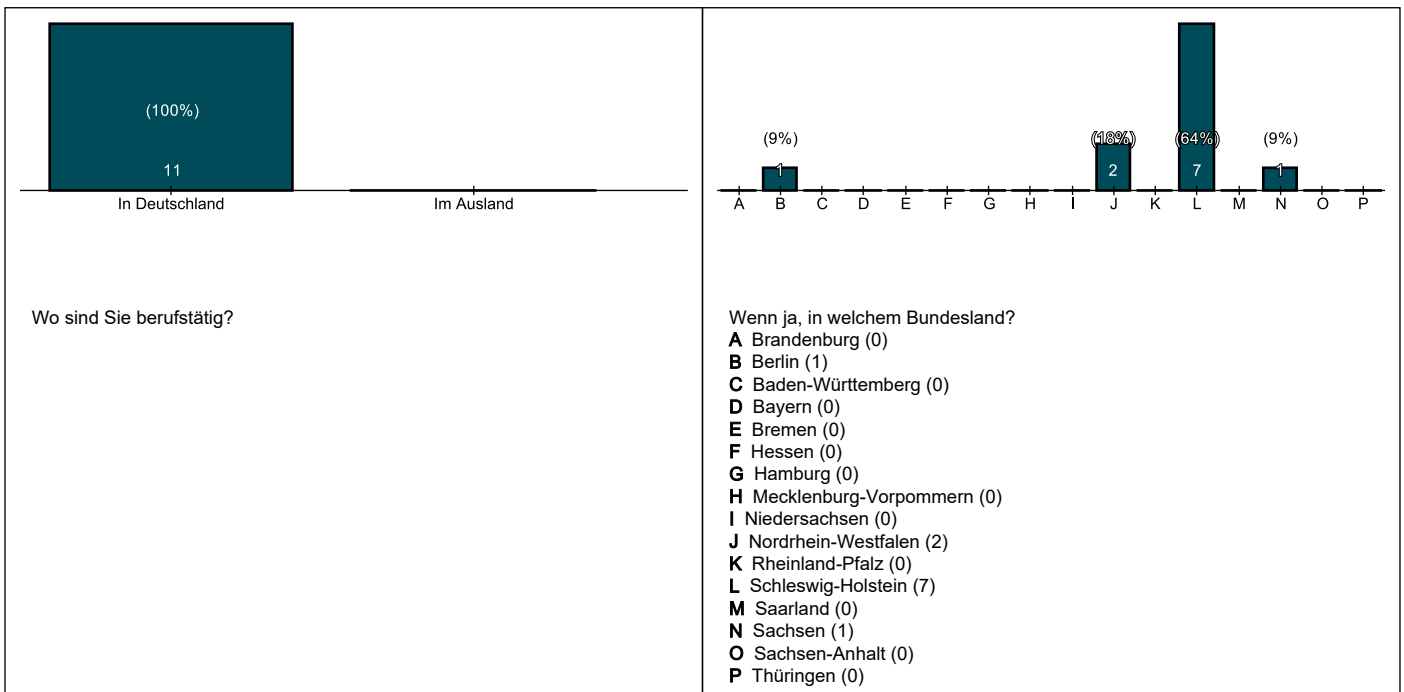 (100%)
11
In Deutschland Im Ausland
(9%) (18%) (64%) (9%)
1 2 7 1
A B C D E F G H I J K L M N O P
Wo sind Sie berufstätig?
Wenn ja, in welchem Bundesland?
A Brandenburg (0)
B Berlin (1)
C Baden-Württemberg (0)
D Bayern (0)
E Bremen (0)
F Hessen (0)
G Hamburg (0)
H Mecklenburg-Vorpommern (0)
I Niedersachsen (0)
J Nordrhein-Westfalen (2)
K Rheinland-Pfalz (0)
L Schleswig-Holstein (7)
M Saarland (0)
N Sachsen (1)
O Sachsen-Anhalt (0)
P Thüringen (0)